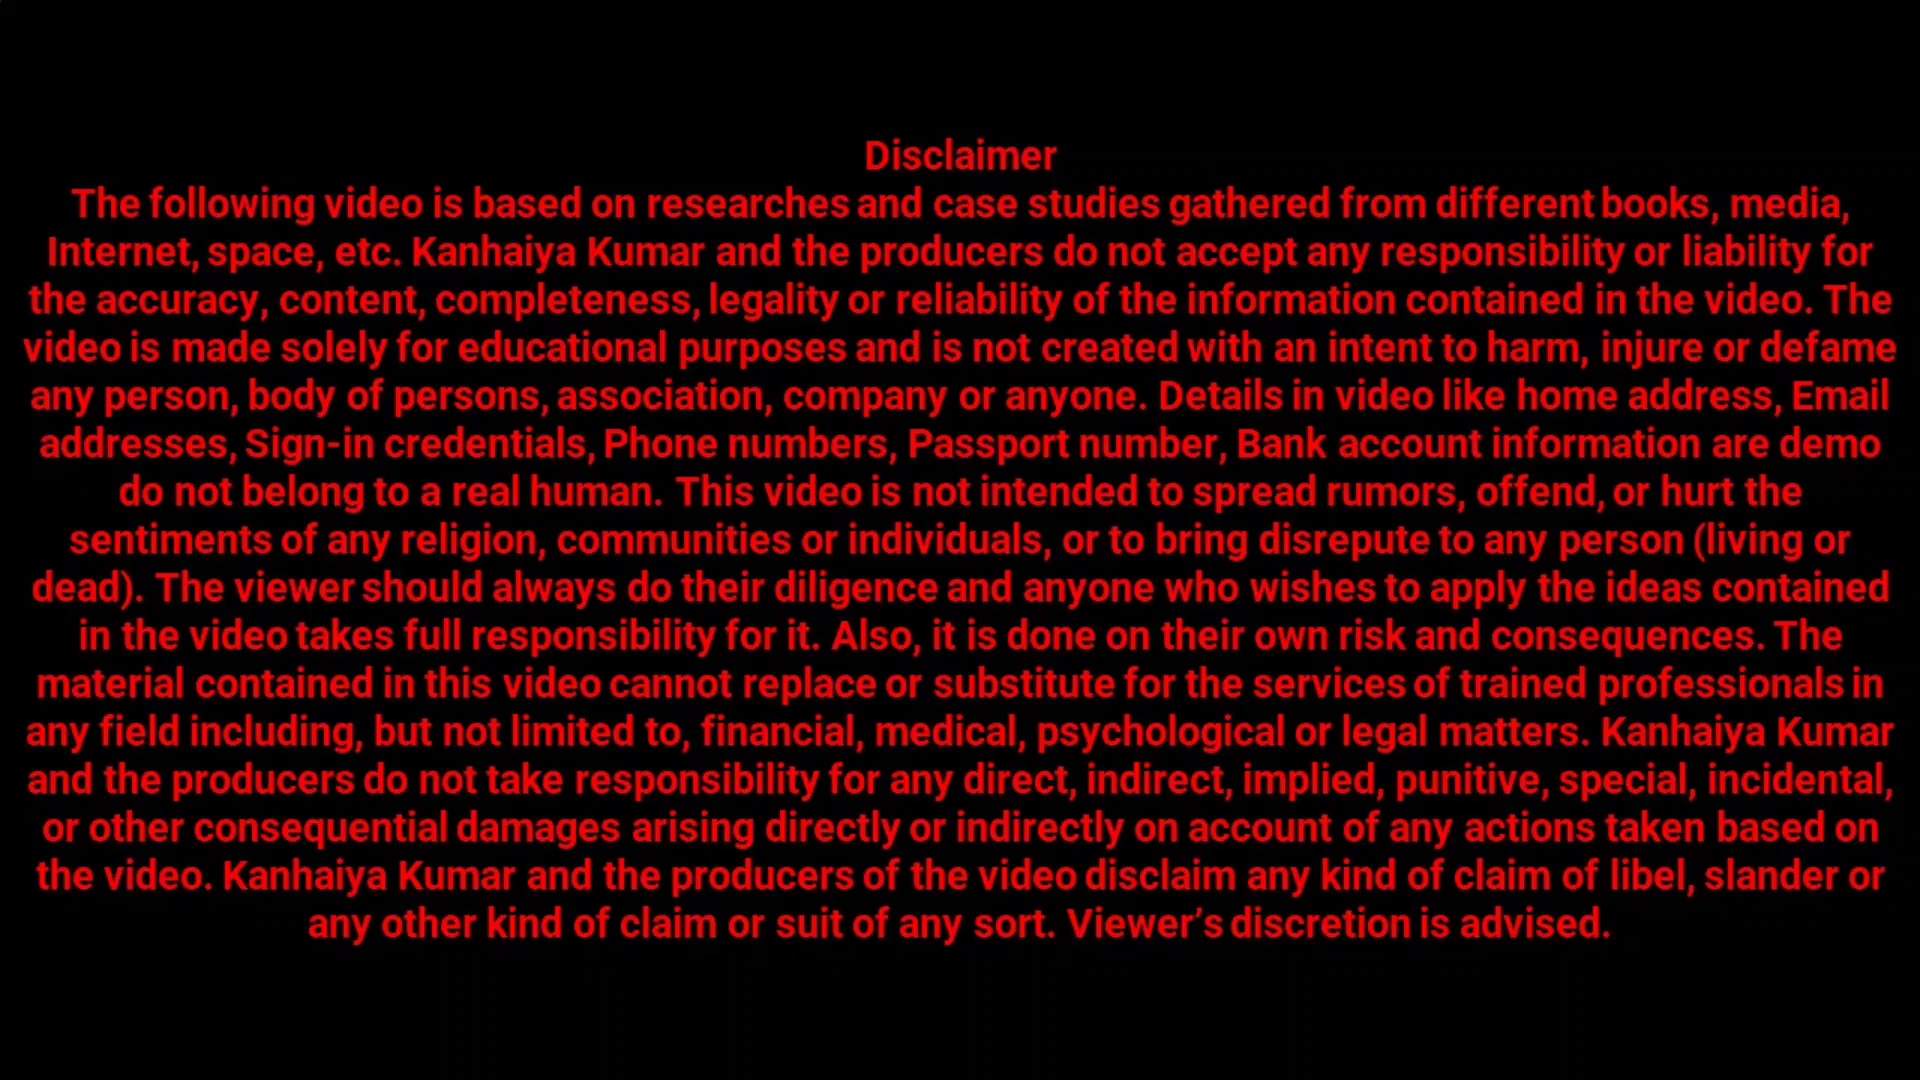 Disclaimer
The following video is based on researches and case studies gathered from different books, media,
Internet, space, etc. Kanhaiya Kumar and the producers do not accept any responsibility or liability for
the accuracy, content, completeness, legality or reliability of the information contained in the video. The
video is made solely for educational purposes and is not created with an intent to harm, injure or defame
any person, body of persons, association, company or anyone. Details in video like home address, Email
addresses, Sign-in credentials, Phone numbers, Passport number, Bank account information are demo
do not belong to a real human. This video is not intended to spread rumors, offend, or hurt the
sentiments of any religion, communities or individuals, or to bring disrepute to any person (living or
dead). The viewer should always do their diligence and anyone who wishes to apply the ideas contained
in the video takes full responsibility for it. Also, it is done on their own risk and consequences. The
material contained in this video cannot replace or substitute for the services of trained professionals in
any field including, but not limited to, financial, medical, psychological or legal matters. Kanhaiya Kumar
and the producers do not take responsibility for any direct, indirect, implied, punitive, special, incidental,
or other consequential damages arising directly or indirectly on account of any actions taken based on
the video. Kanhaiya Kumar and the producers of the video disclaim any kind of claim of libel, slander or
any other kind of claim or suit of any sort. Viewer’s discretion is advised.